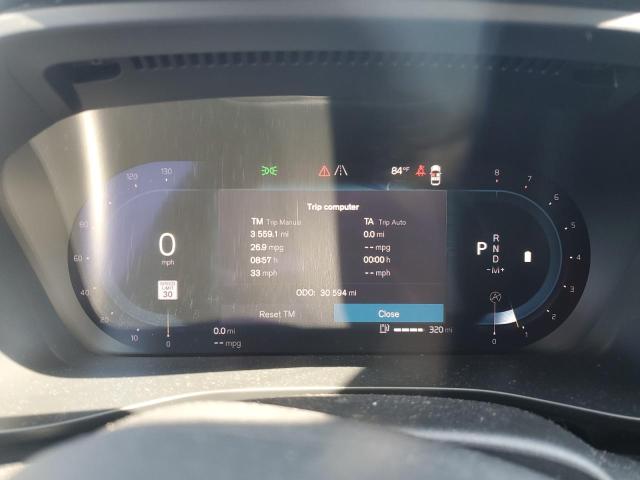 120 130
84°F
8 7
Trip computer
TM Trip Manual TA Trip Auto
3 559.1 mi 0.0 mi
26.9 mpg -- mpg
08:57 h 00:00 h
33 mph -- mph
ODO: 30 594 mi
Reset TM Close
80
60
40
20
10
0
0
mph
SPEED
LIMIT
30
0.0 mi
-- mpg
320 mi
P
R
N
D
-M+
6
5
4
3
2
1
0